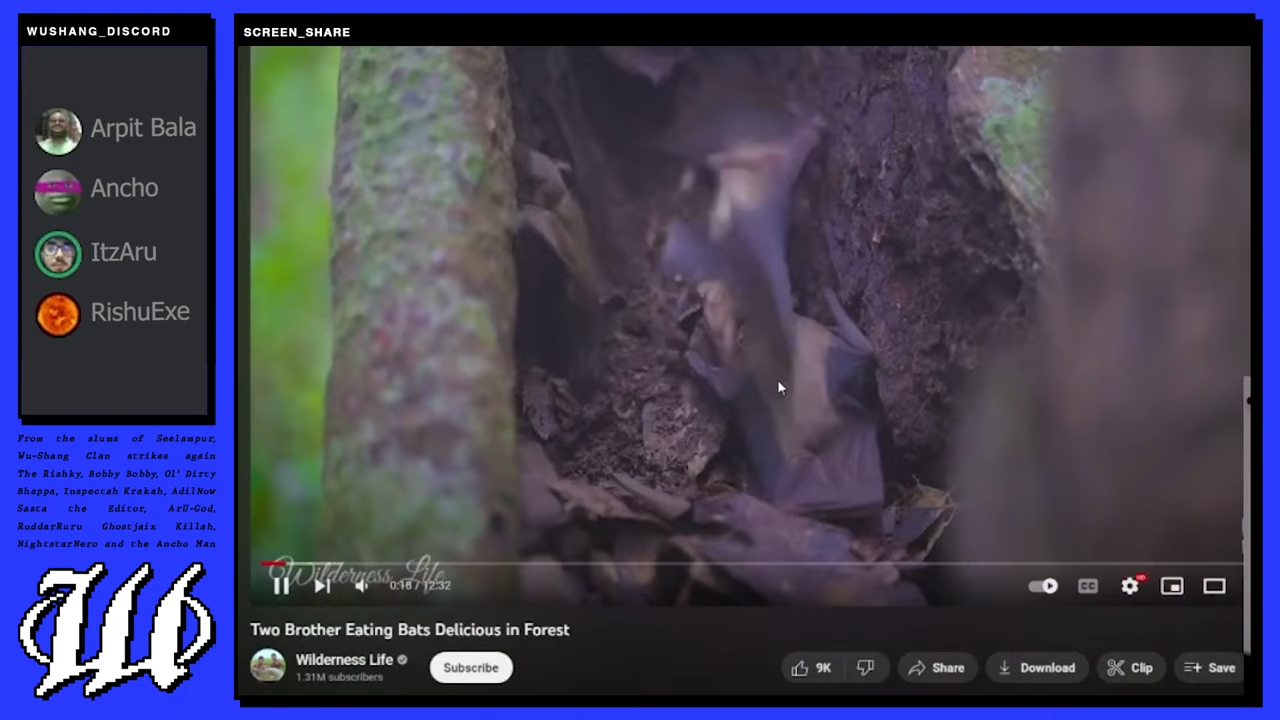 WUSHANG_DISCORD
Arpit Bala
Ancho
ItzAru
RishuExe
From the slums of Seelampur,
Wu-Shang Clan strikes again
The Rishky, Bobby Bobby, Ol' Dirty
Bhappa, Inspectah Krakah, AdilNow
Sasta the Editor, ArU-God,
RuddarRuru Ghostjaix Killah,
NightstarNero and the Ancho Man
W
SCREEN_SHARE
Wilderness Life
0:18 / 12:32
CC
HD
Two Brother Eating Bats Delicious in Forest
Wilderness Life
1.31M subscribers
Subscribe
9K
Share
Download
Clip
Save